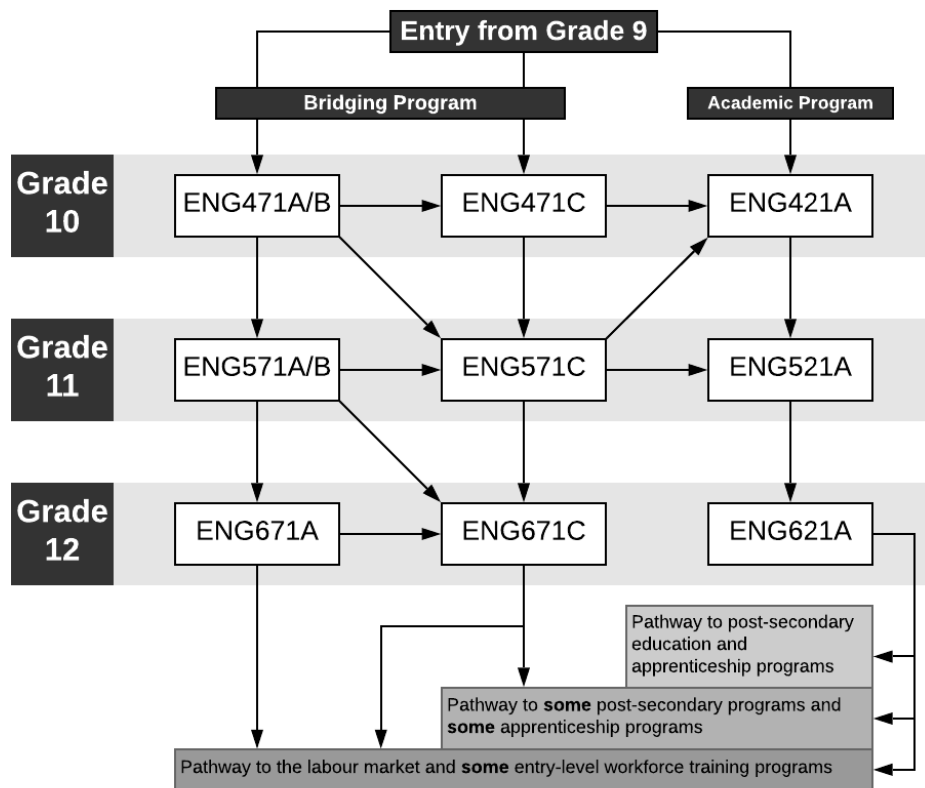 Entry from Grade 9
Bridging Program
Academic Program
Grade
10
ENG471A/B
ENG471C
ENG421A
Grade
11
ENG571A/B
ENG571C
ENG521A
Grade
12
ENG671A
ENG671C
ENG621A
Pathway to post-secondary
education and
apprenticeship programs
Pathway to some post-secondary programs and
some apprenticeship programs
Pathway to the labour market and some entry-level workforce training programs